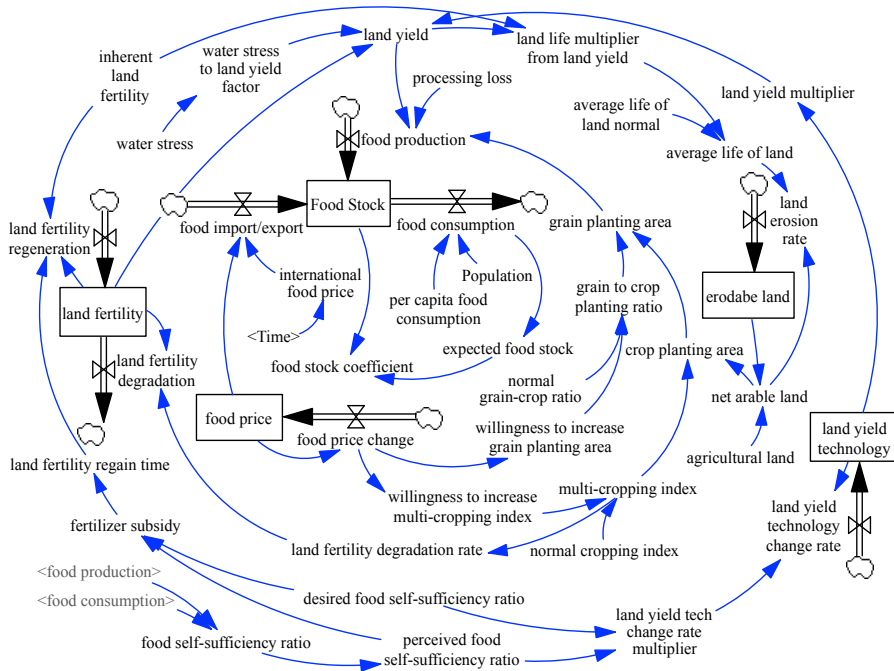 inherent
land
fertility
water stress
to land yield
factor
land yield
land life multiplier
from land yield
processing loss
land yield multiplier
average life of
land normal
water stress
food production
average life of land
land fertility
regeneration
food import/export
Food Stock
food consumption
grain planting area
land
erosion
rate
international
food price
Population
per capita food
consumption
grain to crop
planting ratio
erodabe land
land fertility
<Time>
land fertility
degradation
food stock coefficient
expected food stock
crop planting area
normal
grain-crop ratio
net arable land
food price
food price change
willingness to increase
grain planting area
land yield
technology
agricultural land
land fertility regain time
willingness to increase
multi-cropping index
multi-cropping index
land yield
technology
change rate
fertilizer subsidy
land fertility degradation rate
normal cropping index
<food production>
<food consumption>
desired food self-sufficiency ratio
land yield tech
change rate
multiplier
food self-sufficiency ratio
perceived food
self-sufficiency ratio